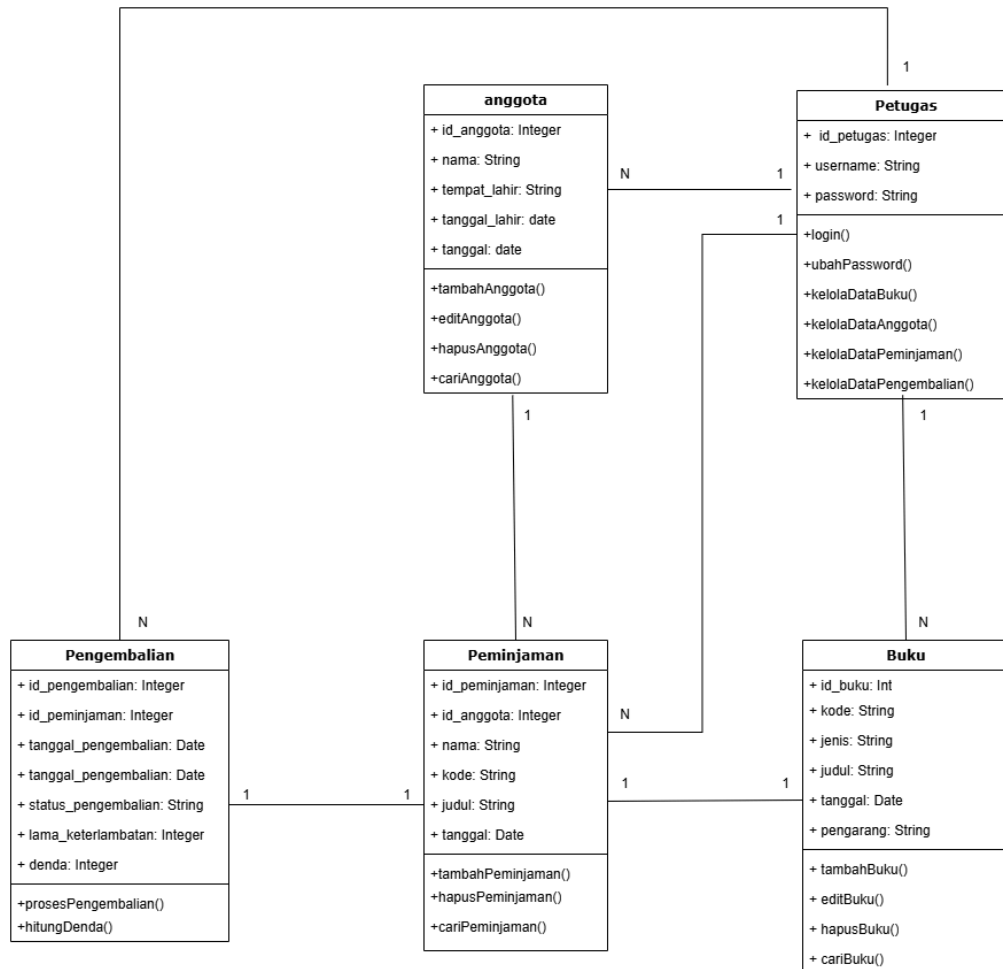 1
anggota
+ id_anggota: Integer
+ nama: String
+ tempat_lahir: String
+ tanggal_lahir: date
+ tanggal: date
+tambahAnggota()
+editAnggota()
+hapusAnggota()
+cariAnggota()
N
1
1
Petugas
+ id_petugas: Integer
+ username: String
+ password: String
+login()
+ubahPassword()
+kelolaDataBuku()
+kelolaDataAnggota()
+kelolaDataPeminjaman()
+kelolaDataPengembalian()
1
1
N
N
N
Pengembalian
+ id_pengembalian: Integer
+ id_peminjaman: Integer
+ tanggal_pengembalian: Date
+ tanggal_pengembalian: Date
+ status_pengembalian: String
+ lama_keterlambatan: Integer
+ denda: Integer
+prosesPengembalian()
+hitungDenda()
1
1
Peminjaman
+ id_peminjaman: Integer
+ id_anggota: Integer
+ nama: String
+ kode: String
+ judul: String
+ tanggal: Date
+tambahPeminjaman()
+hapusPeminjaman()
+cariPeminjaman()
N
1
1
Buku
+ id_buku: Int
+ kode: String
+ jenis: String
+ judul: String
+ tanggal: Date
+ pengarang: String
+ tambahBuku()
+ editBuku()
+ hapusBuku()
+ cariBuku()